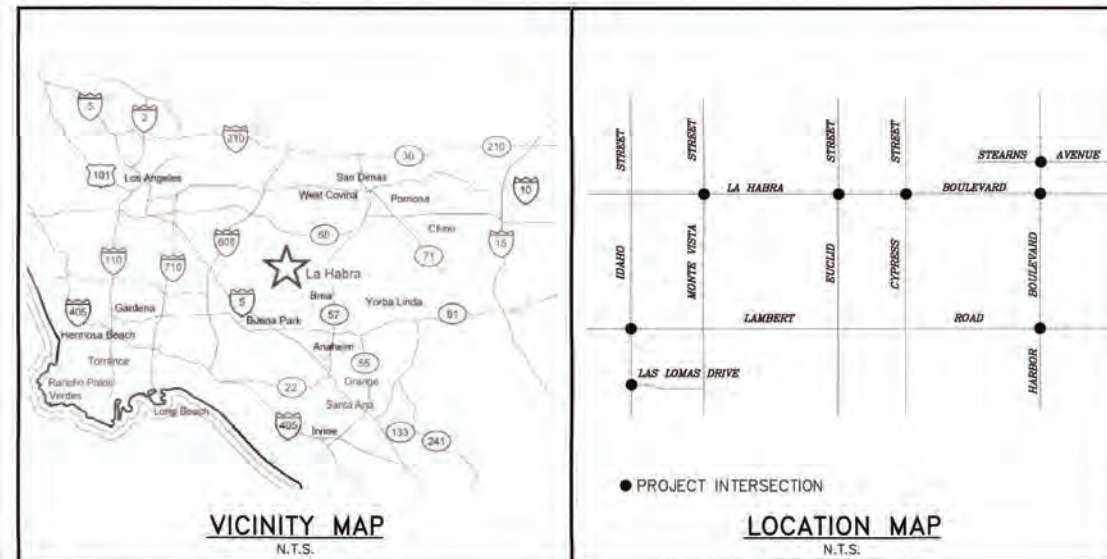 5
2
210
30
210
101
Los Angeles
San Dimas
West Covina
Pomona
10
60
Chino
605
71
15
110
710
La Habra
5
Brea
Yorba Linda
405
Gardena
Buena Park
57
91
Hermosa Beach
Anaheim
Torrance
55
Orange
Rancho Palos
Verdes
22
Santa Ana
Long Beach
405
Irvine
133
241
VICINITY MAP
N.T.S.
STREET
STREET
STREET
STREET
STEARNS AVENUE
LA HABRA BOULEVARD
IDAHO
MONTE VISTA
EUCLID
CYPRESS
BOULEVARD
LAMBERT ROAD
HARBOR
LAS LOMAS DRIVE
PROJECT INTERSECTION
LOCATION MAP
N.T.S.